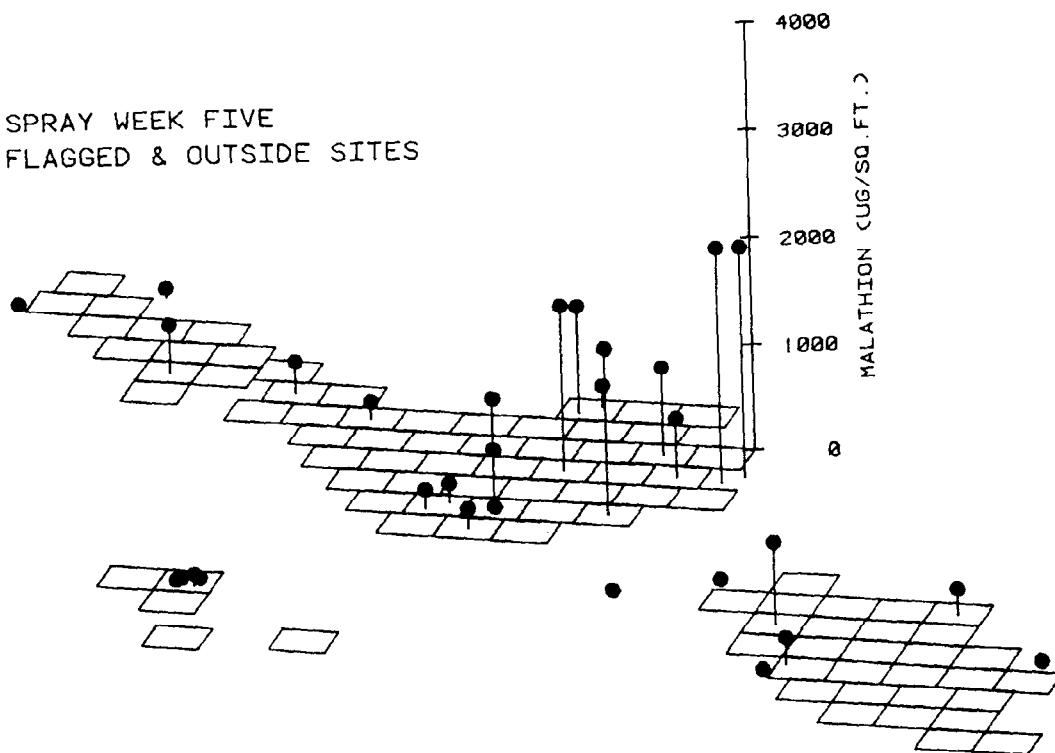 SPRAY WEEK FIVE
FLAGGED & OUTSIDE SITES
4000
3000
2000
1000
0
MALATHION (UG/SQ.FT.)